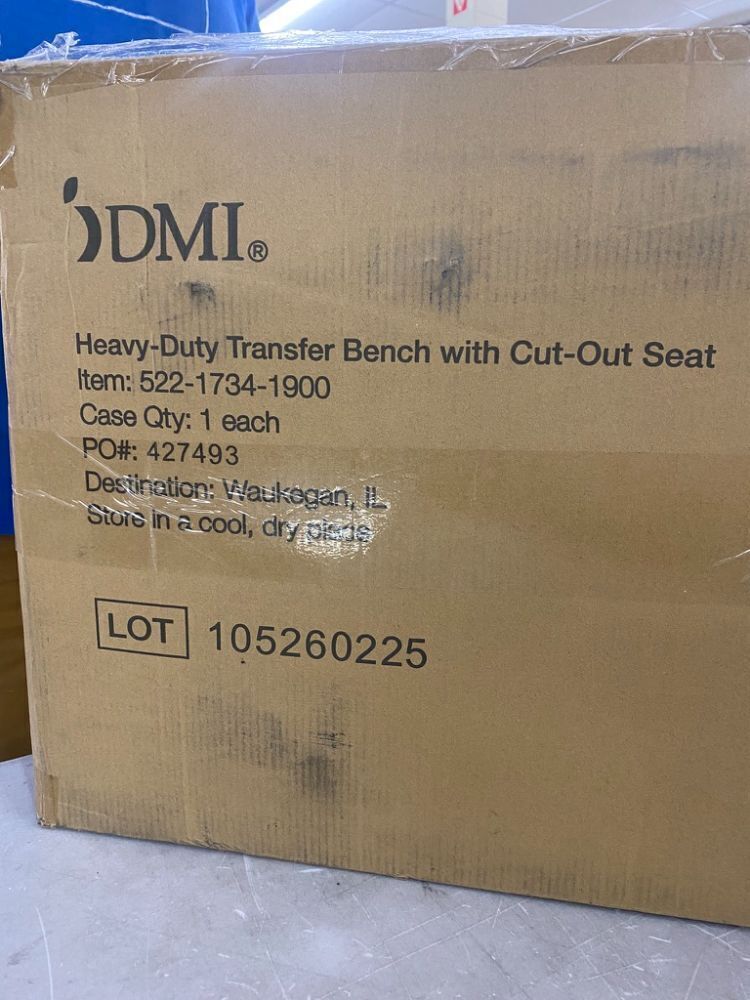 DMI®
Heavy-Duty Transfer Bench with Cut-Out Seat
Item: 522-1734-1900
Case Qty: 1 each
PO#: 427493
Destination: Waukegan, IL
Store in a cool, dry place
LOT 105260225